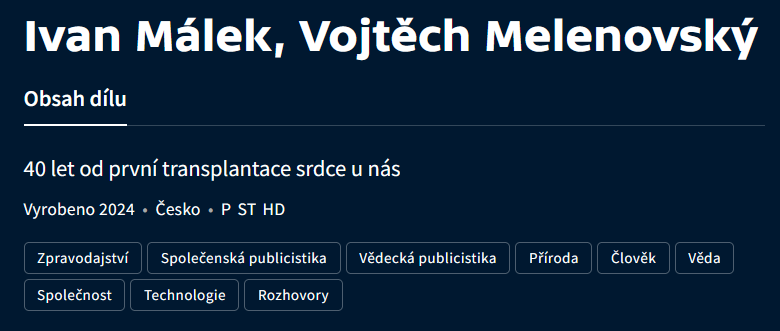 Ivan Málek, Vojtěch Melenovský
Obsah dílu
40 let od první transplantace srdce u nás
Vyrobeno 2024 • Česko • P ST HD
Zpravodajství Společenská publicistika Vědecká publicistika Příroda Člověk Věda
Společnost Technologie Rozhovory